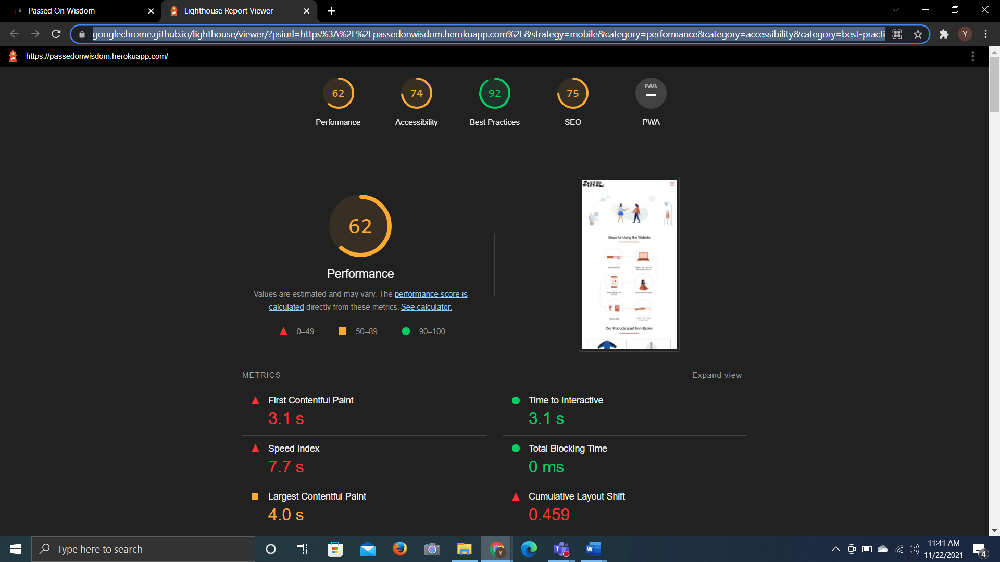 Passed On Wisdom
Lighthouse Report Viewer
googlechrome.github.io/lighthouse/viewer/?psiurl=https%3A%2F%2Fpassedonwisdom.herokuapp.com%2F&strategy=mobile&category=performance&category=accessibility&category=best-practi
Y
https://passedonwisdom.herokuapp.com/
62
74
92
75
PWA
Performance
Accessibility
Best Practices
SEO
PWA
62
Performance
Values are estimated and may vary. The performance score is
calculated directly from these metrics. See calculator.
0–49
50–89
90–100
PASSED
WISDOM
Steps for Using the Website
Our Products apart from Books
METRICS
Expand view
First Contentful Paint
3.1 s
Time to Interactive
3.1 s
Speed Index
7.7 s
Total Blocking Time
0 ms
Largest Contentful Paint
4.0 s
Cumulative Layout Shift
0.459
Type here to search
Y
T
W
11:41 AM
11/22/2021
4